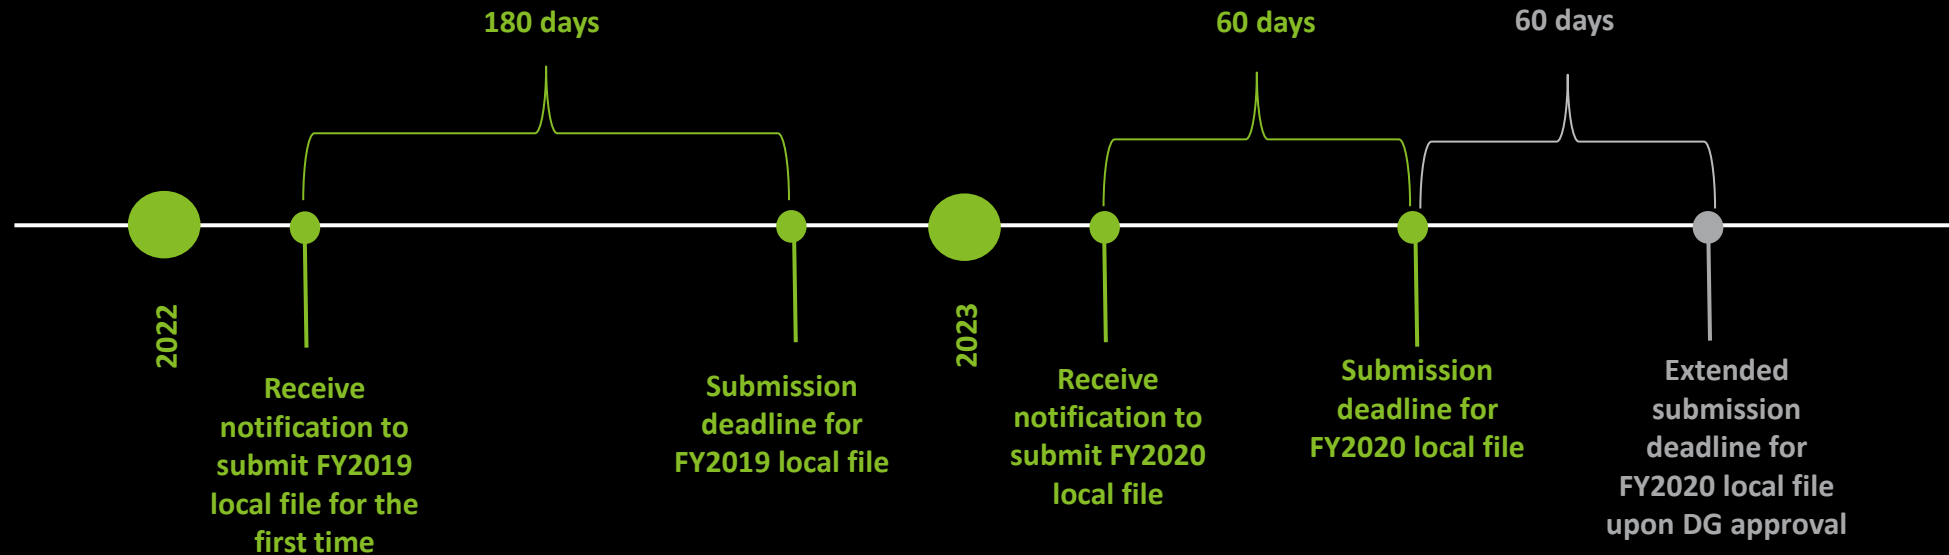 180 days
60 days
60 days
2022
2023
Receive
notification to
submit FY2019
local file for the
first time
Submission
deadline for
FY2019 local file
Receive
notification to
submit FY2020
local file
Submission
deadline for
FY2020 local file
Extended
submission
deadline for
FY2020 local file
upon DG approval